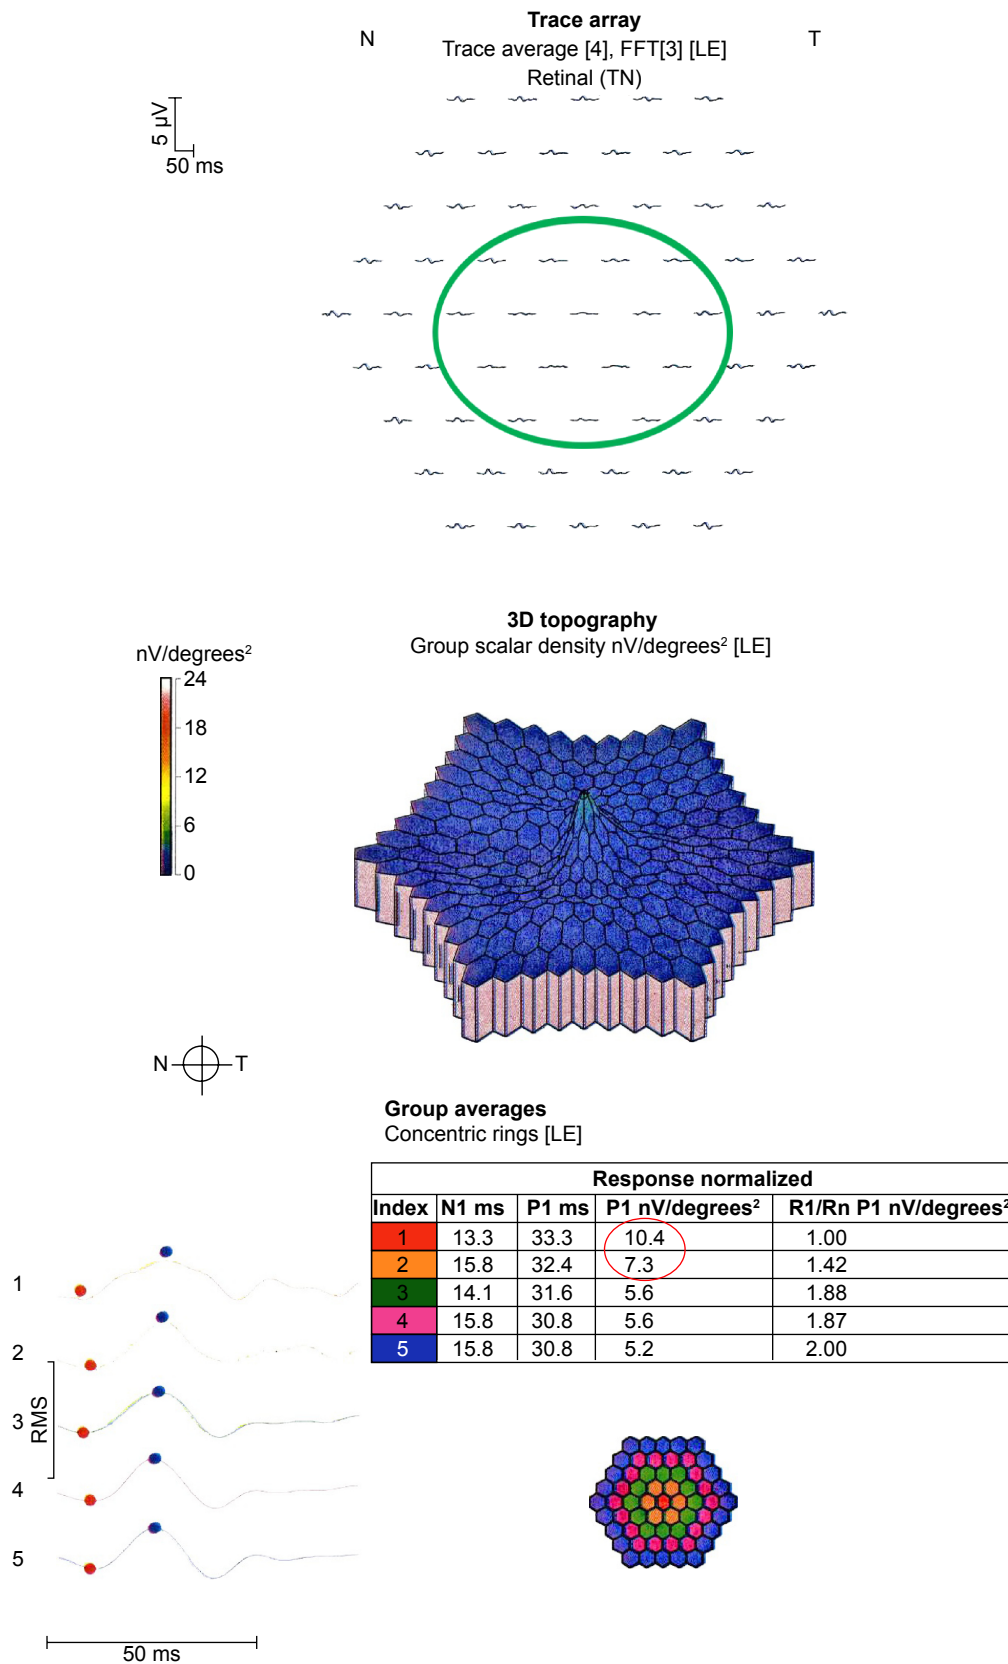 Trace array
N
Trace average [4], FFT[3] [LE]
T
Retinal (TN)
5 µV
50 ms
3D topography
Group scalar density nV/degrees² [LE]
nV/degrees²
24
18
12
6
0
N T
Group averages
Concentric rings [LE]
Response normalized
Index N1 ms P1 ms P1 nV/degrees² R1/Rn P1 nV/degrees²
1 13.3 33.3 10.4 1.00
2 15.8 32.4 7.3 1.42
3 14.1 31.6 5.6 1.88
4 15.8 30.8 5.6 1.87
5 15.8 30.8 5.2 2.00
1
2
3
4
5
RMS
50 ms